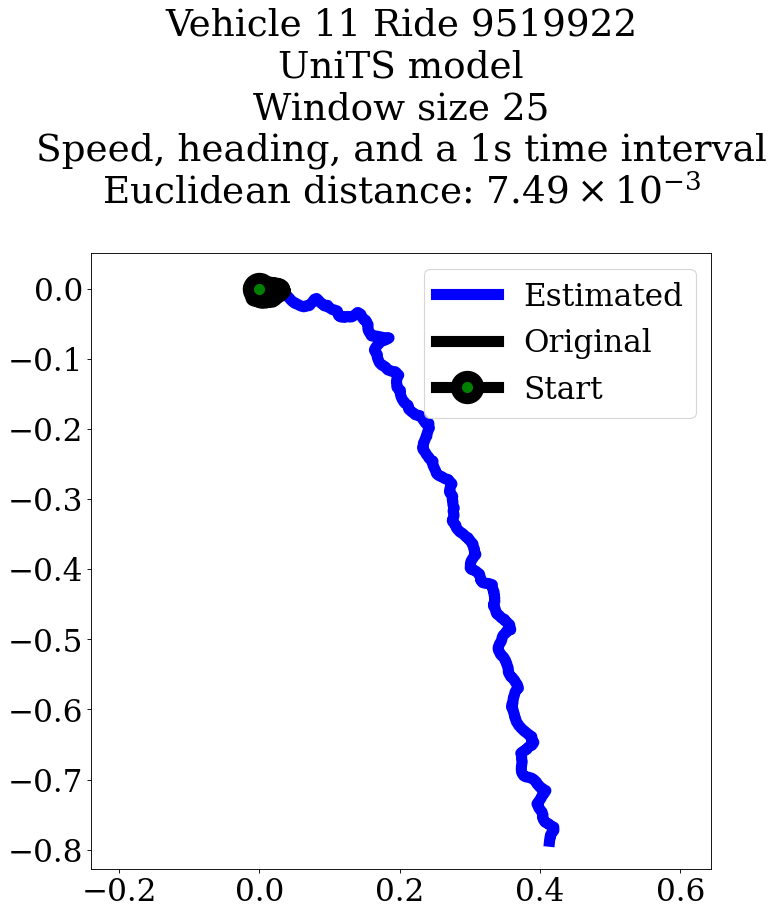 Vehicle 11 Ride 9519922
UniTS model
Window size 25
Speed, heading, and a 1s time interval
Euclidean distance: 7.49 × 10⁻³
Estimated
Original
Start
0.0
−0.1
−0.2
−0.3
−0.4
−0.5
−0.6
−0.7
−0.8
−0.2 0.0 0.2 0.4 0.6